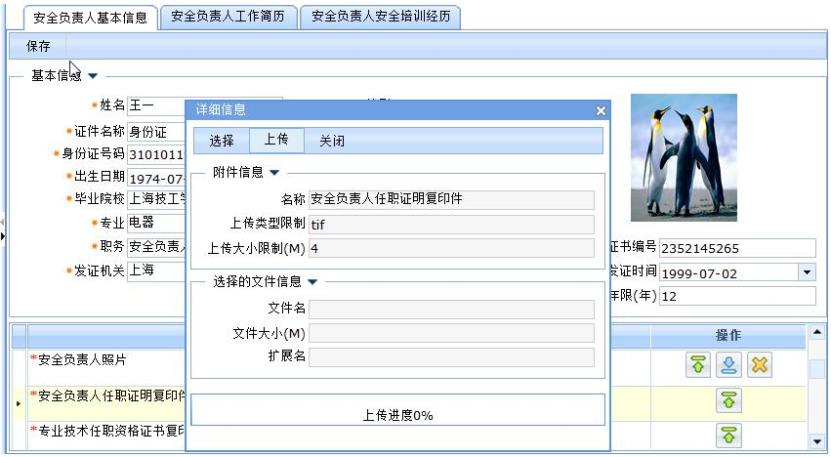 安全负责人基本信息 安全负责人工作简历 安全负责人安全培训经历
保存
基本信息
*姓名 王一
*证件名称 身份证
*身份证号码 3101011
*出生日期 1974-07
*毕业院校 上海技工学
*专业 电器
*职务 安全负责人
*发证机关 上海
详细信息
选择 上传 关闭
附件信息
名称 安全负责人任职证明复印件
上传类型限制 tif
上传大小限制(M) 4
选择的文件信息
文件名
文件大小(M)
扩展名
上传进度0%
证书编号 2352145265
发证时间 1999-07-02
年限(年) 12
操作
*安全负责人照片
*安全负责人任职证明复印件
*专业技术任职资格证书复印